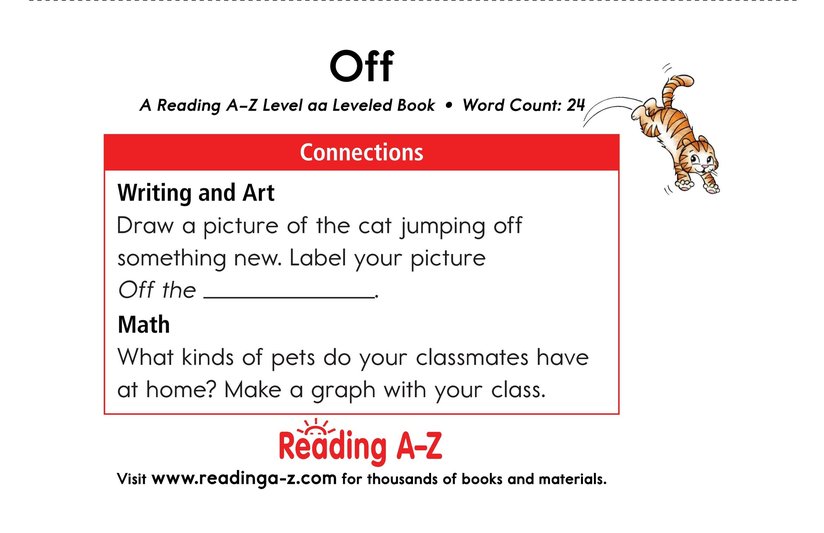 Off
A Reading A–Z Level aa Leveled Book • Word Count: 24
Connections
Writing and Art
Draw a picture of the cat jumping off
something new. Label your picture
Off the _______________.
Math
What kinds of pets do your classmates have
at home? Make a graph with your class.
Reading A–Z
Visit www.readinga-z.com for thousands of books and materials.